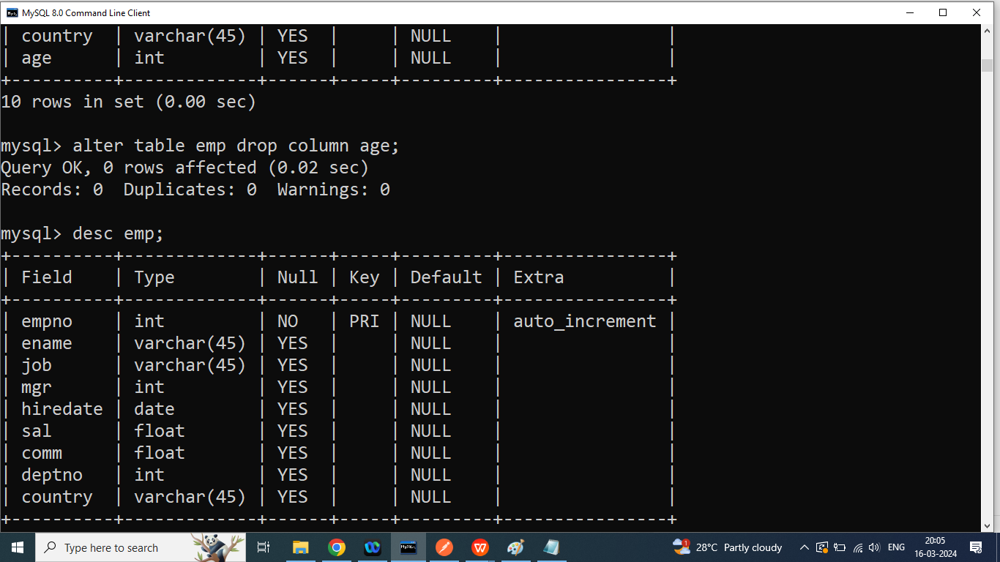 MySQL 8.0 Command Line Client
| country  | varchar(45) | YES  |     | NULL    |                |
| age      | int         | YES  |     | NULL    |                |
+----------+-------------+------+-----+---------+----------------+
10 rows in set (0.00 sec)
mysql> alter table emp drop column age;
Query OK, 0 rows affected (0.02 sec)
Records: 0  Duplicates: 0  Warnings: 0
mysql> desc emp;
+----------+-------------+------+-----+---------+----------------+
| Field    | Type        | Null | Key | Default | Extra          |
+----------+-------------+------+-----+---------+----------------+
| empno    | int         | NO   | PRI | NULL    | auto_increment |
| ename    | varchar(45) | YES  |     | NULL    |                |
| job      | varchar(45) | YES  |     | NULL    |                |
| mgr      | int         | YES  |     | NULL    |                |
| hiredate | date        | YES  |     | NULL    |                |
| sal      | float       | YES  |     | NULL    |                |
| comm     | float       | YES  |     | NULL    |                |
| deptno   | int         | YES  |     | NULL    |                |
| country  | varchar(45) | YES  |     | NULL    |                |
+----------+-------------+------+-----+---------+----------------+
Type here to search
MySQL
W
1
28°C Partly cloudy
ENG
20:05
16-03-2024